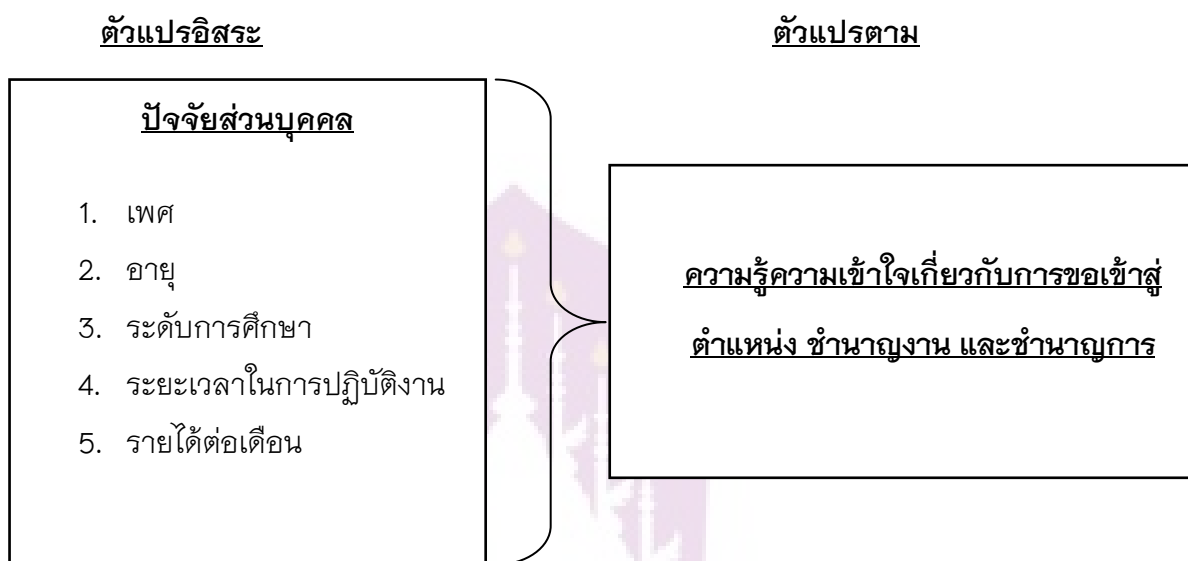 ตัวแปรอิสระ
ตัวแปรตาม
ปัจจัยส่วนบุคคล
1. เพศ
2. อายุ
3. ระดับการศึกษา
4. ระยะเวลาในการปฏิบัติงาน
5. รายได้ต่อเดือน
ความรู้ความเข้าใจเกี่ยวกับการขอเข้าสู่
ตำแหน่ง ชำนาญงาน และชำนาญการ